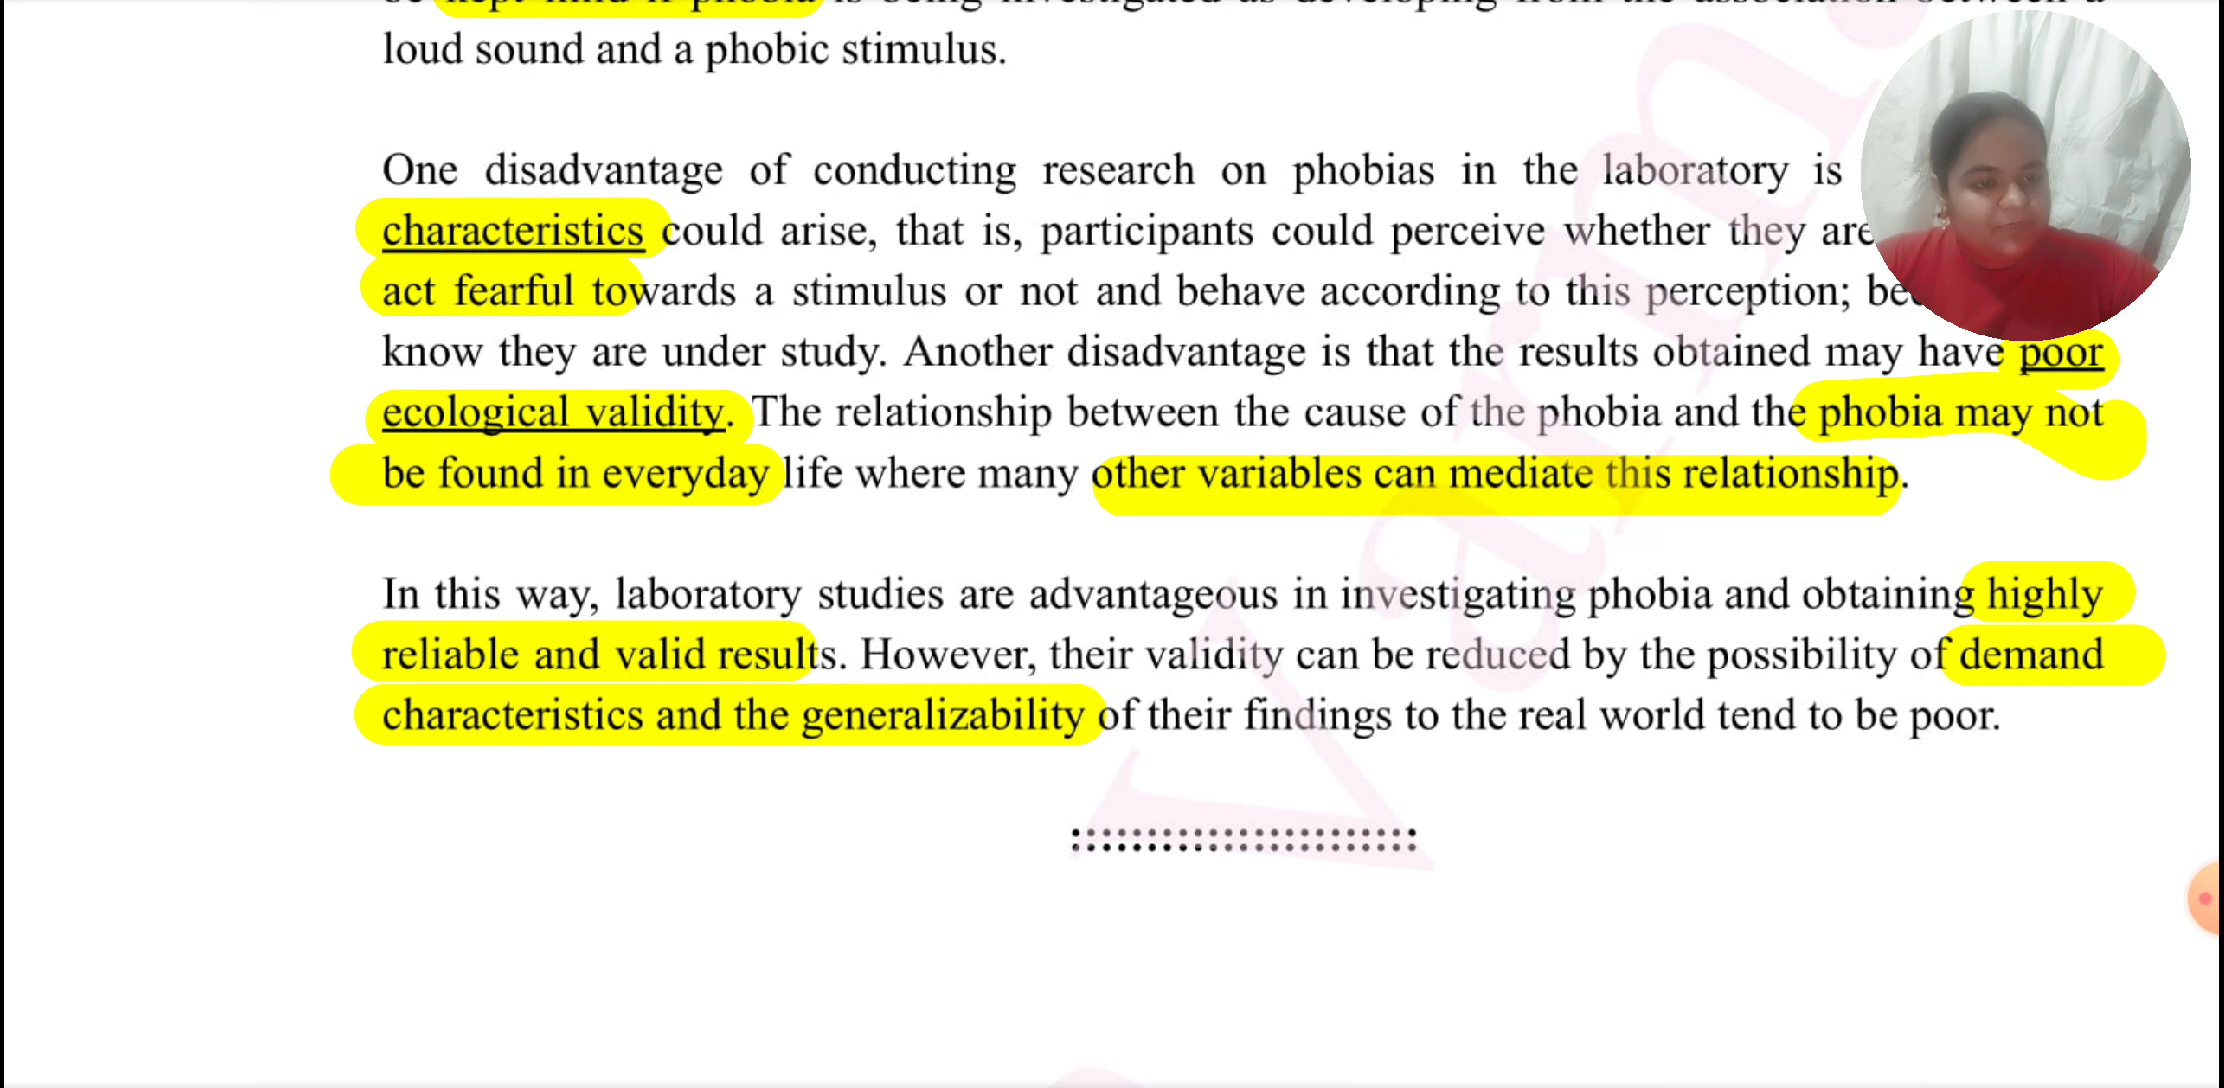 loud sound and a phobic stimulus.
One disadvantage of conducting research on phobias in the laboratory is
characteristics could arise, that is, participants could perceive whether they are
act fearful towards a stimulus or not and behave according to this perception;
know they are under study. Another disadvantage is that the results obtained may have poor
ecological validity. The relationship between the cause of the phobia and the phobia may not
be found in everyday life where many other variables can mediate this relationship.
In this way, laboratory studies are advantageous in investigating phobia and obtaining highly
reliable and valid results. However, their validity can be reduced by the possibility of demand
characteristics and the generalizability of their findings to the real world tend to be poor.